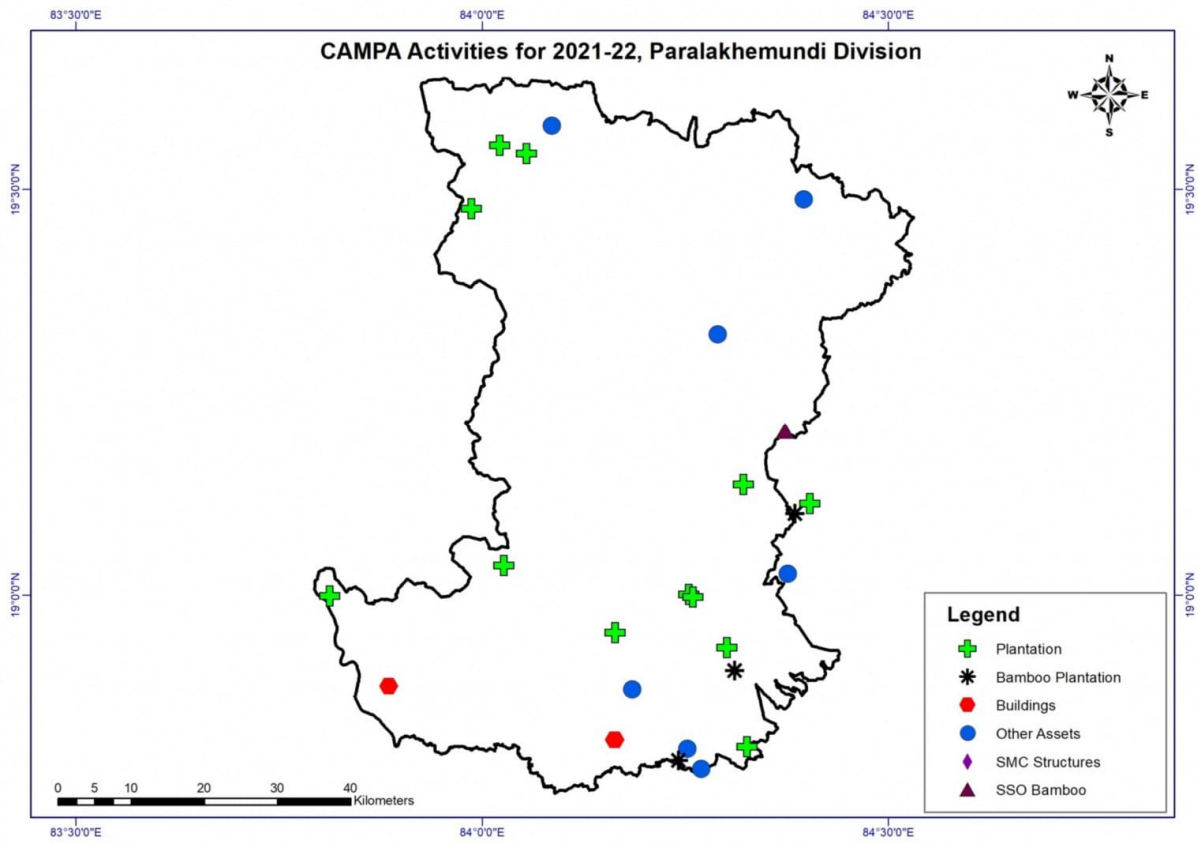 83°30'0"E 84°0'0"E 84°30'0"E
CAMPA Activities for 2021-22, Paralakhemundi Division
N
W E
S
19°30'0"N 19°30'0"N
19°0'0"N 19°0'0"N
Legend
Plantation
Bamboo Plantation
Buildings
Other Assets
SMC Structures
SSO Bamboo
0 5 10 20 30 40
Kilometers
83°30'0"E 84°0'0"E 84°30'0"E